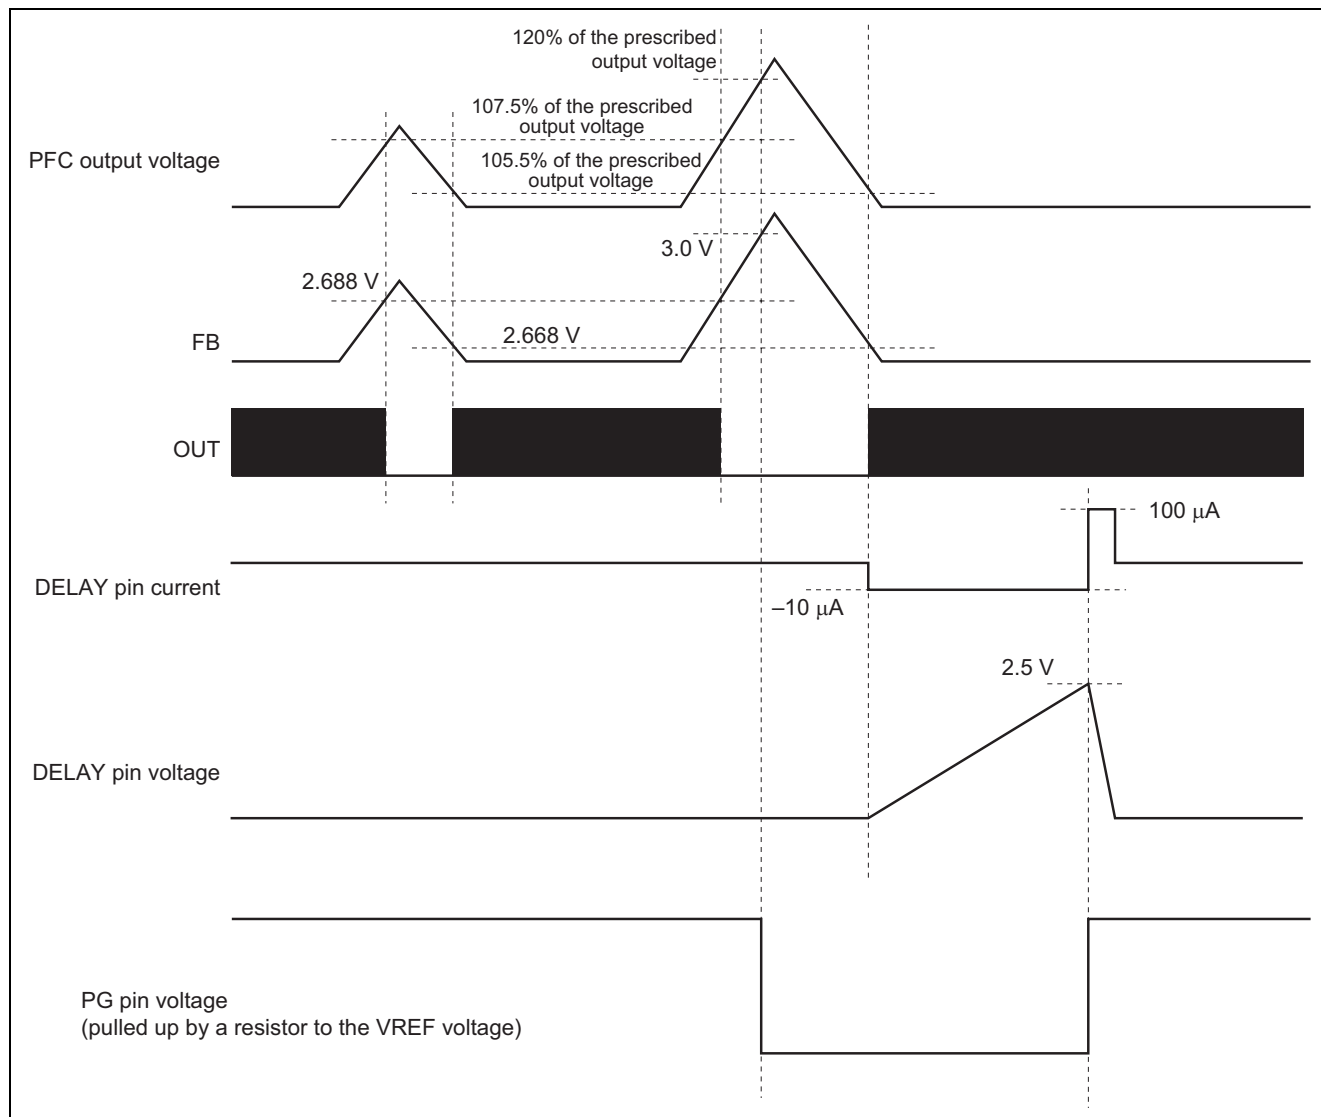 120% of the prescribed
output voltage
107.5% of the prescribed
output voltage
PFC output voltage
105.5% of the prescribed
output voltage
3.0 V
2.688 V
FB
2.668 V
OUT
100 μA
DELAY pin current
–10 μA
2.5 V
DELAY pin voltage
PG pin voltage
(pulled up by a resistor to the VREF voltage)